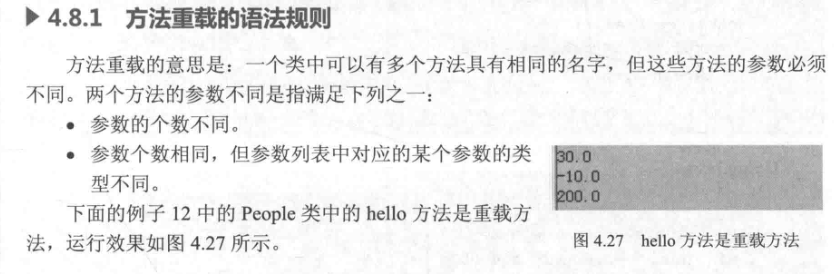 ▶ 4.8.1 方法重载的语法规则
方法重载的意思是：一个类中可以有多个方法具有相同的名字，但这些方法的参数必须
不同。两个方法的参数不同是指满足下列之一：
• 参数的个数不同。
• 参数个数相同，但参数列表中对应的某个参数的类
型不同。
下面的例子 12 中的 People 类中的 hello 方法是重载方
法，运行效果如图 4.27 所示。
30.0
-10.0
200.0
图 4.27 hello 方法是重载方法